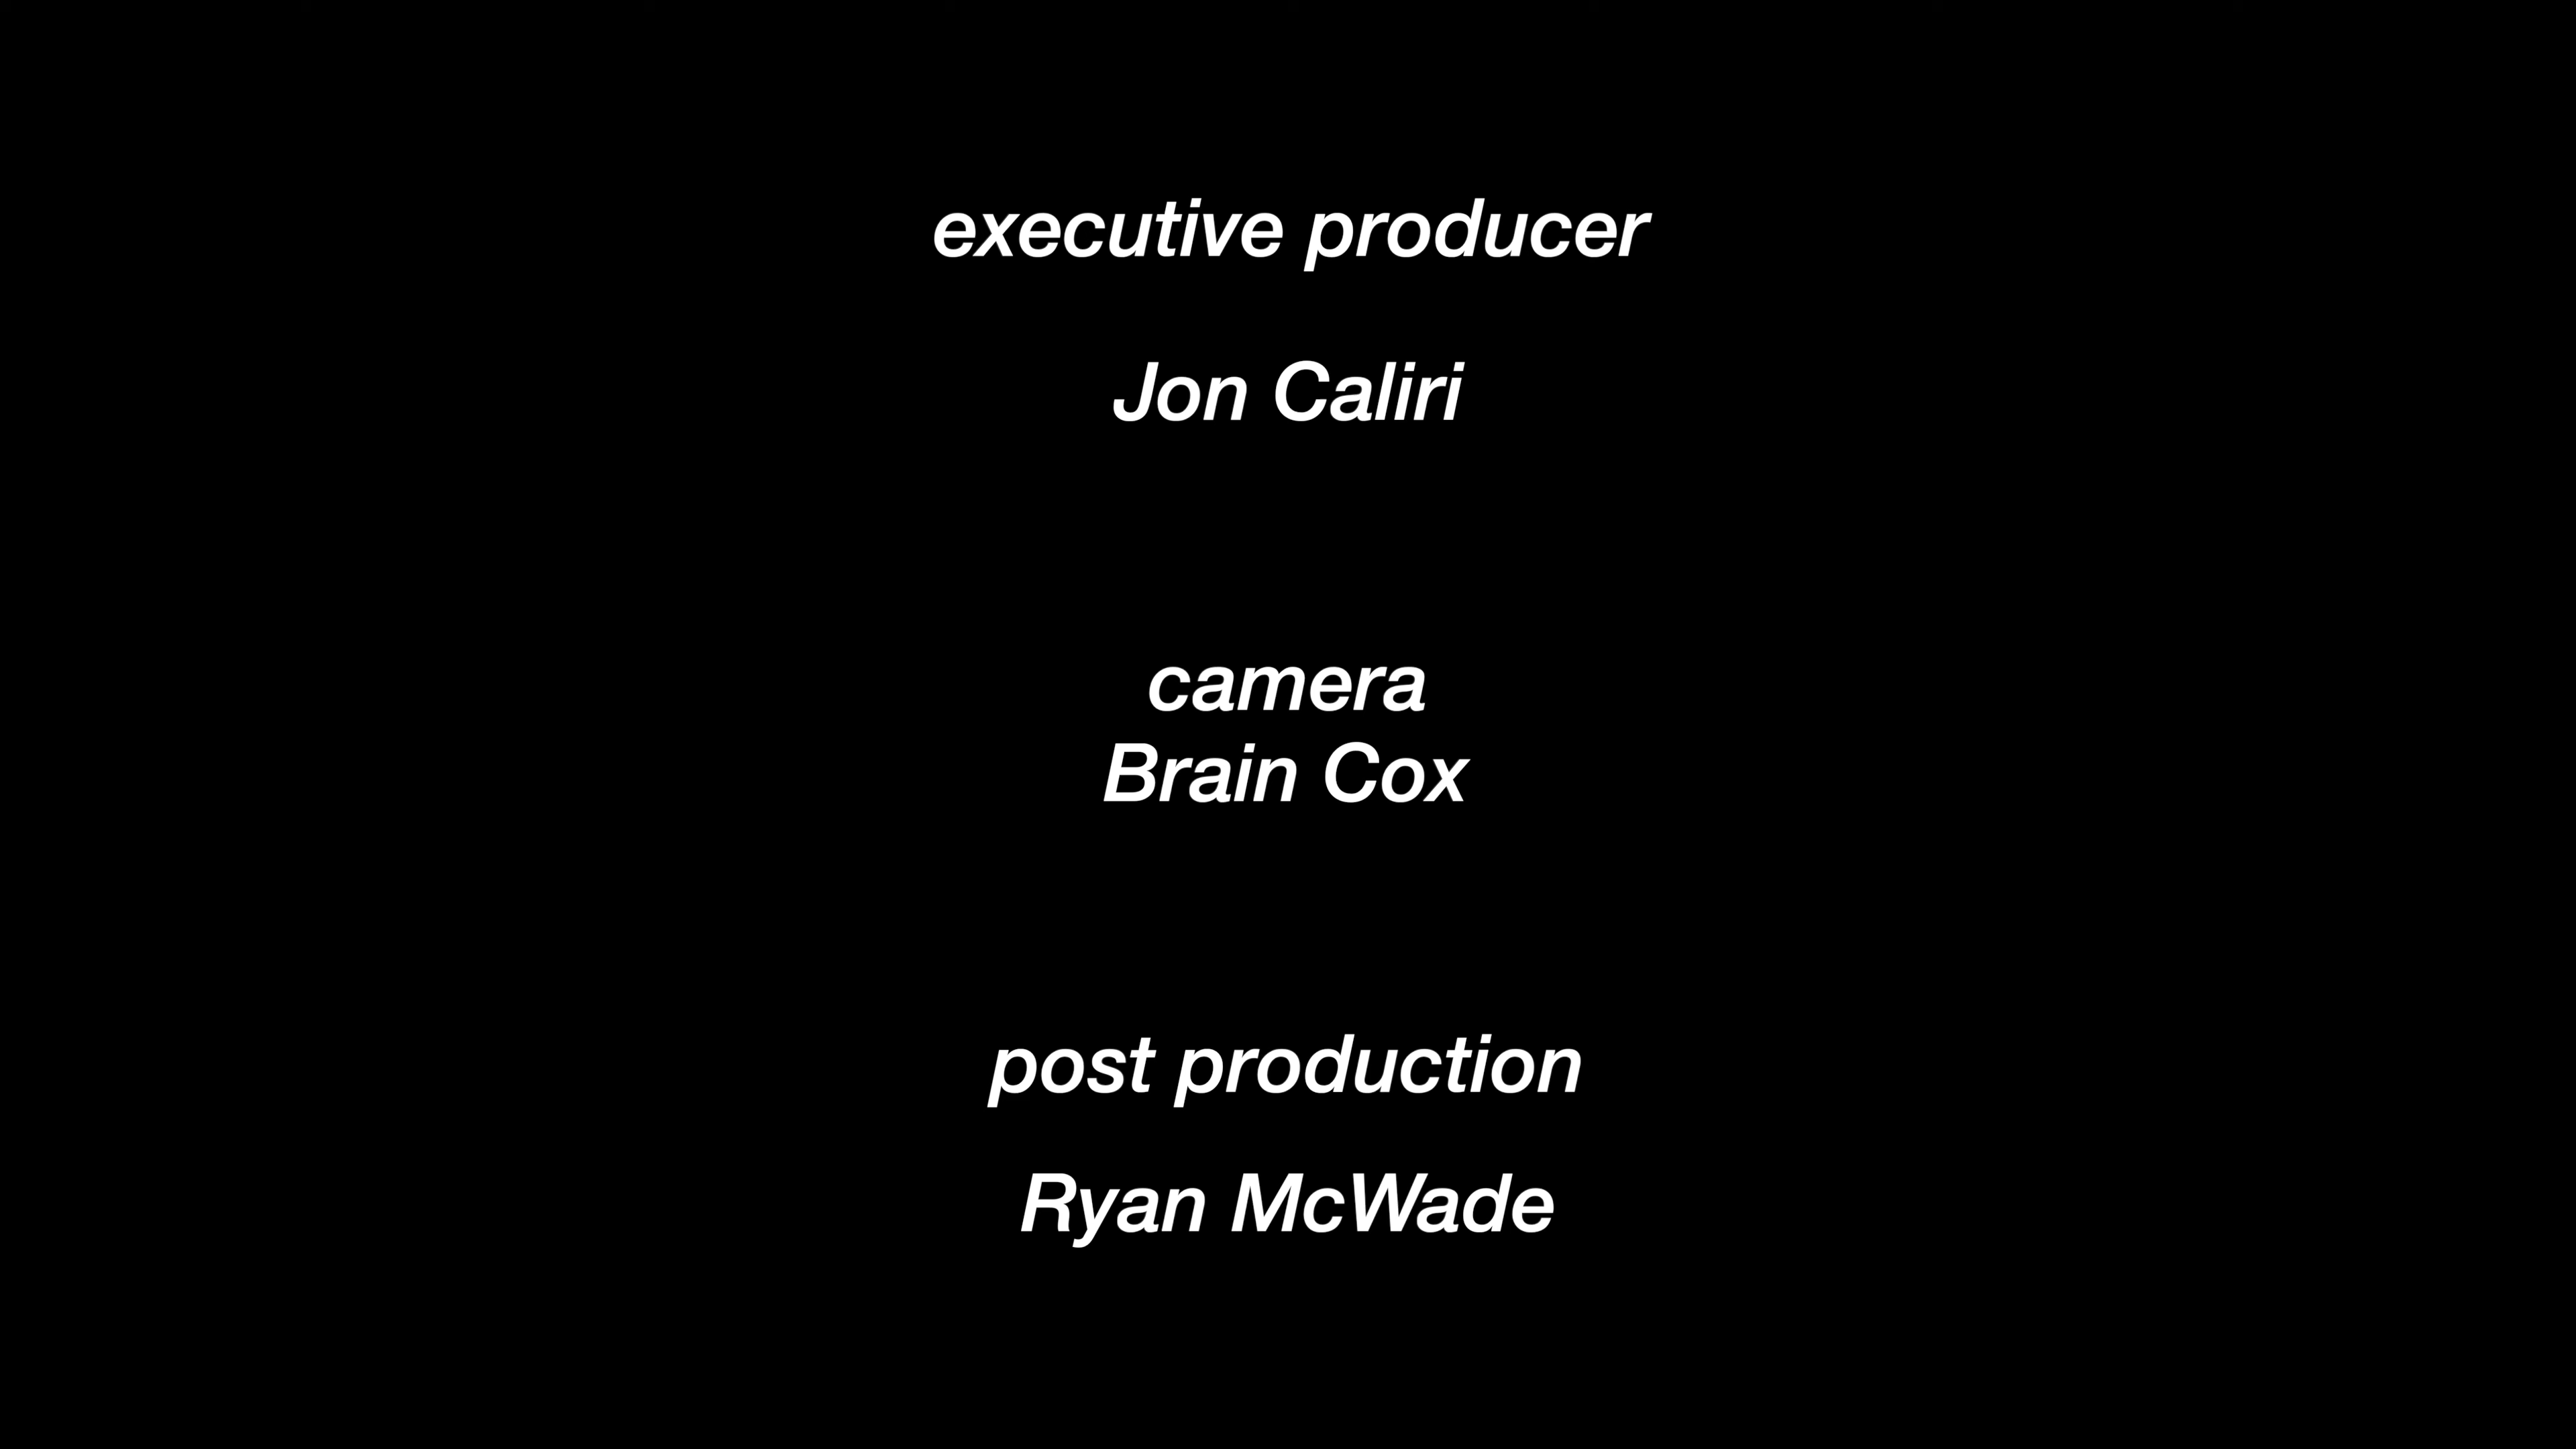 executive producer
Jon Caliri
camera
Brain Cox
post production
Ryan McWade